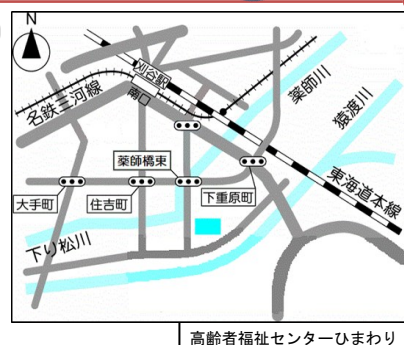 N
刈谷駅
南口
名鉄三河線
薬師川
猿渡川
薬師橋東
大手町
住吉町
下重原町
東海道本線
下り松川
高齢者福祉センターひまわり